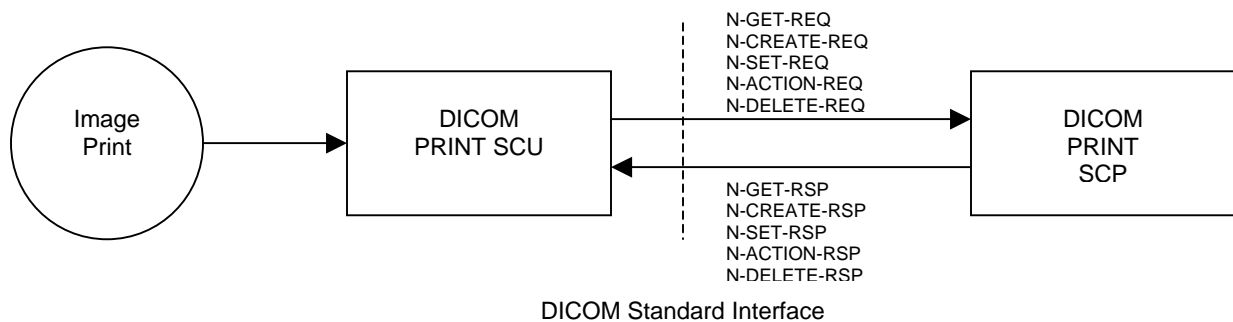 N-GET-REQ
N-CREATE-REQ
N-SET-REQ
N-ACTION-REQ
N-DELETE-REQ
Image
Print
DICOM
PRINT SCU
DICOM
PRINT
SCP
N-GET-RSP
N-CREATE-RSP
N-SET-RSP
N-ACTION-RSP
N-DELETE-RSP
DICOM Standard Interface